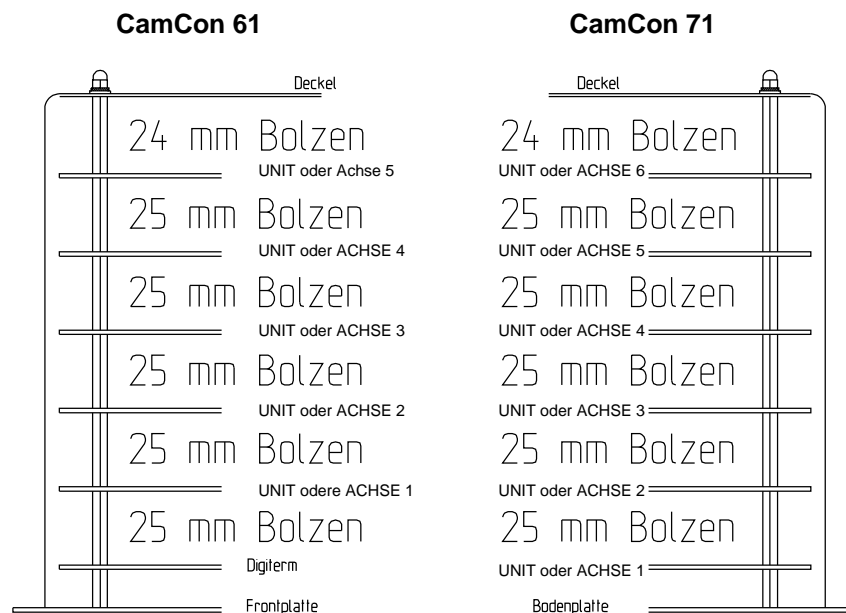 CamCon 61
Deckel
24 mm Bolzen
UNIT oder Achse 5
25 mm Bolzen
UNIT oder ACHSE 4
25 mm Bolzen
UNIT oder ACHSE 3
25 mm Bolzen
UNIT oder ACHSE 2
25 mm Bolzen
UNIT odere ACHSE 1
25 mm Bolzen
Digiterm
Frontplatte
CamCon 71
Deckel
24 mm Bolzen
UNIT oder ACHSE 6
25 mm Bolzen
UNIT oder ACHSE 5
25 mm Bolzen
UNIT oder ACHSE 4
25 mm Bolzen
UNIT oder ACHSE 3
25 mm Bolzen
UNIT oder ACHSE 2
25 mm Bolzen
UNIT oder ACHSE 1
Bodenplatte